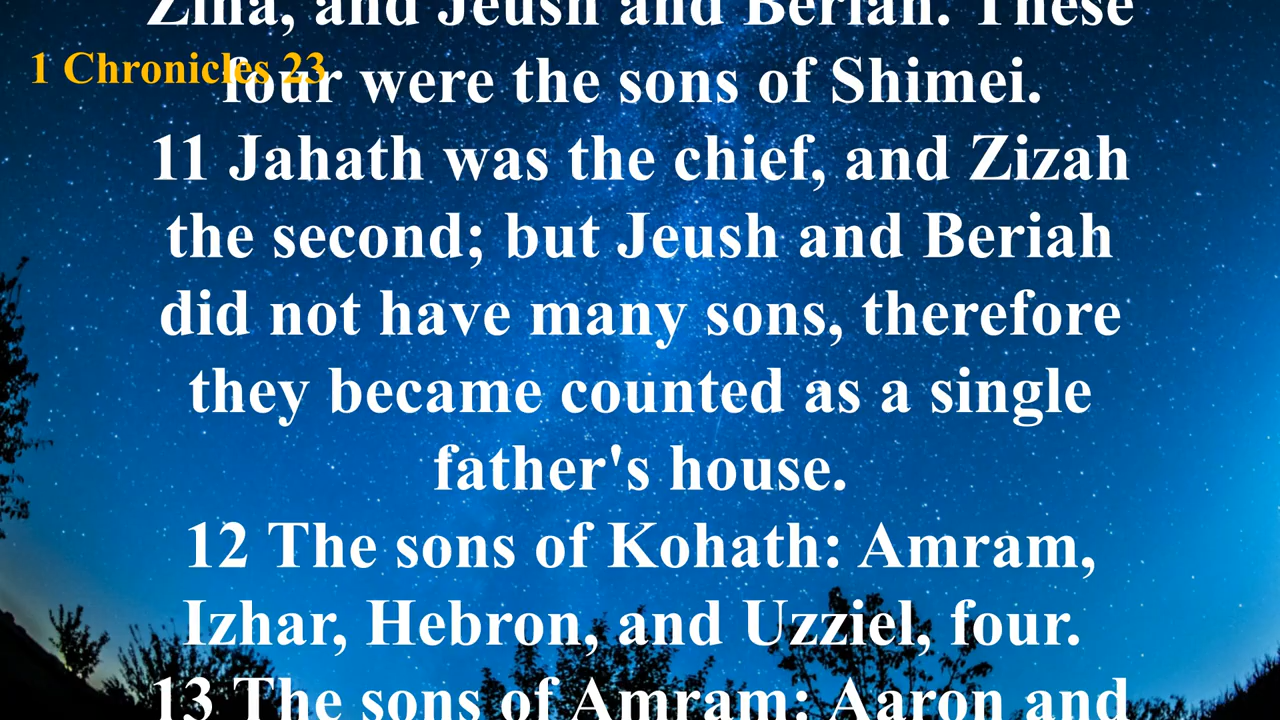 Zina, and Jeush and Beriah. These
1 Chronicles 23
four were the sons of Shimei.
11 Jahath was the chief, and Zizah
the second; but Jeush and Beriah
did not have many sons, therefore
they became counted as a single
father's house.
12 The sons of Kohath: Amram,
Izhar, Hebron, and Uzziel, four.
13 The sons of Amram: Aaron and